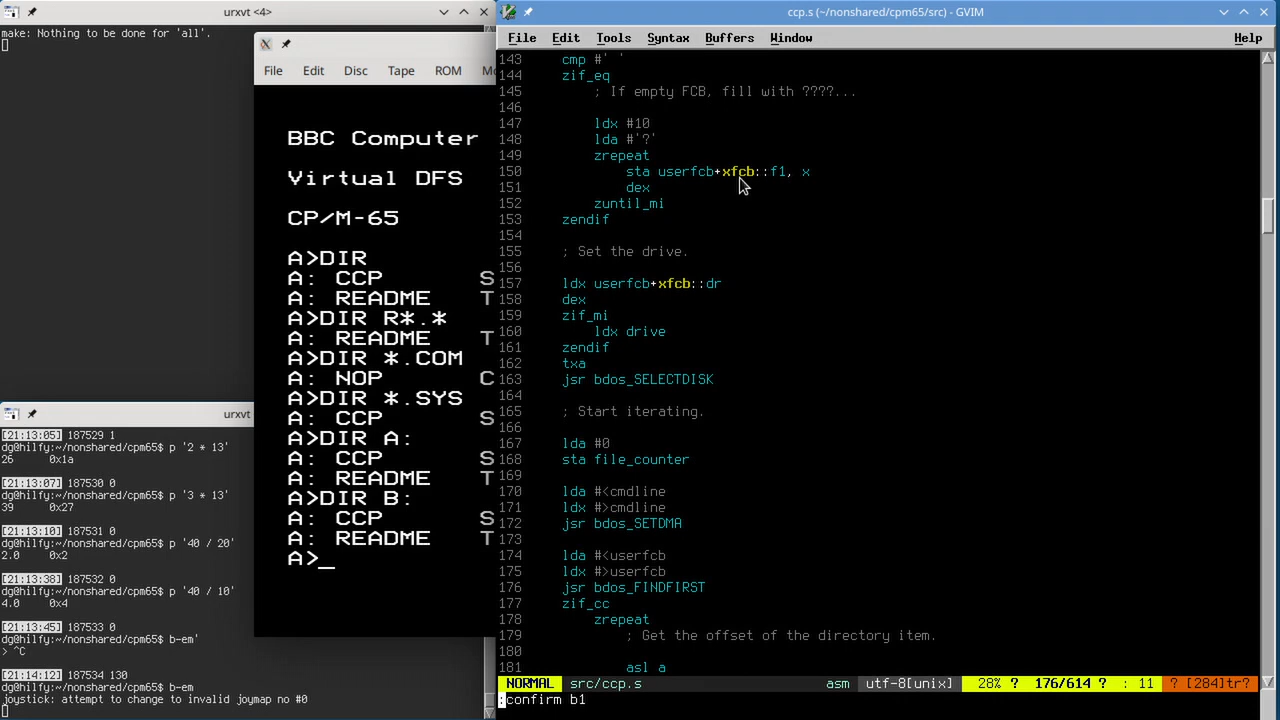 urxvt <4>
make: Nothing to be done for 'all'.
File Edit Disc Tape ROM
BBC Computer
Virtual DFS
CP/M-65
A>DIR
A: CCP S
A: README T
A>DIR R*.*
A: README T
A>DIR *.COM
A: NOP C
A>DIR *.SYS
A: CCP S
A>DIR A:
A: CCP S
A: README T
A>DIR B:
A: CCP S
A: README T
A>_
urxvt
[21:13:05] 187529 1
dg@hilfy:~/nonshared/cpm65$ p '2 * 13'
26 0x1a
[21:13:07] 187530 0
dg@hilfy:~/nonshared/cpm65$ p '3 * 13'
39 0x27
[21:13:10] 187531 0
dg@hilfy:~/nonshared/cpm65$ p '40 / 20'
2.0 0x2
[21:13:38] 187532 0
dg@hilfy:~/nonshared/cpm65$ p '40 / 10'
4.0 0x4
[21:13:45] 187533 0
dg@hilfy:~/nonshared/cpm65$ b-em'
> ^C
[21:14:12] 187534 130
dg@hilfy:~/nonshared/cpm65$ b-em
joystick: attempt to change to invalid joymap no #0
ccp.s (~/nonshared/cpm65/src) - GVIM
File Edit Tools Syntax Buffers Window Help
143 cmp #' '
144 zif_eq
145 ; If empty FCB, fill with ????...
146
147 ldx #10
148 lda #'?'
149 zrepeat
150 sta userfcb+xfcb::f1, x
151 dex
152 zuntil_mi
153 zendif
154
155 ; Set the drive.
156
157 ldx userfcb+xfcb::dr
158 dex
159 zif_mi
160 ldx drive
161 zendif
162 txa
163 jsr bdos_SELECTDISK
164
165 ; Start iterating.
166
167 lda #0
168 sta file_counter
169
170 lda #<cmdline
171 ldx #>cmdline
172 jsr bdos_SETDMA
173
174 lda #<userfcb
175 ldx #>userfcb
176 jsr bdos_FINDFIRST
177 zif_cc
178 zrepeat
179 ; Get the offset of the directory item.
180
181 asl a
NORMAL src/ccp.s asm utf-8[unix] 28% ? 176/614 ? : 11 ? [284]tr?
:confirm b1